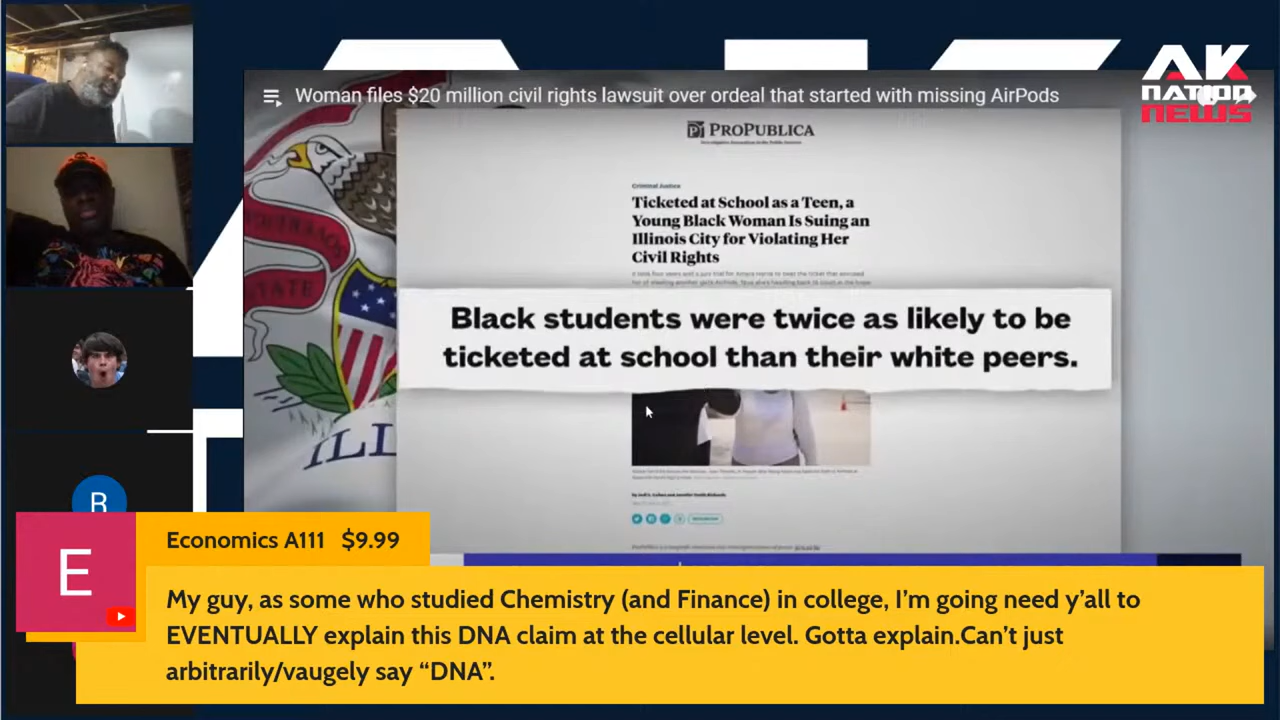 Woman files $20 million civil rights lawsuit over ordeal that started with missing AirPods
AK
NATION
NEWS
PROPUBLICA
Criminal Justice
Ticketed at School as a Teen, a
Young Black Woman Is Suing an
Illinois City for Violating Her
Civil Rights
Black students were twice as likely to be
ticketed at school than their white peers.
STATE
ILL
B
E
Economics A111 $9.99
My guy, as some who studied Chemistry (and Finance) in college, I'm going need y'all to
EVENTUALLY explain this DNA claim at the cellular level. Gotta explain.Can't just
arbitrarily/vaugely say "DNA".